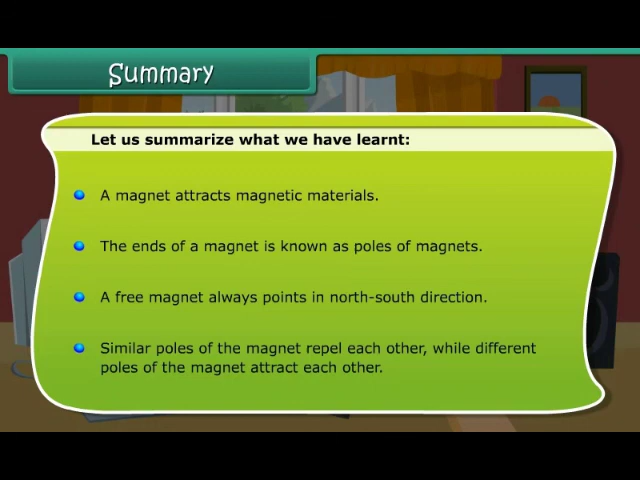 Summary
Let us summarize what we have learnt:
A magnet attracts magnetic materials.
The ends of a magnet is known as poles of magnets.
A free magnet always points in north-south direction.
Similar poles of the magnet repel each other, while different
poles of the magnet attract each other.